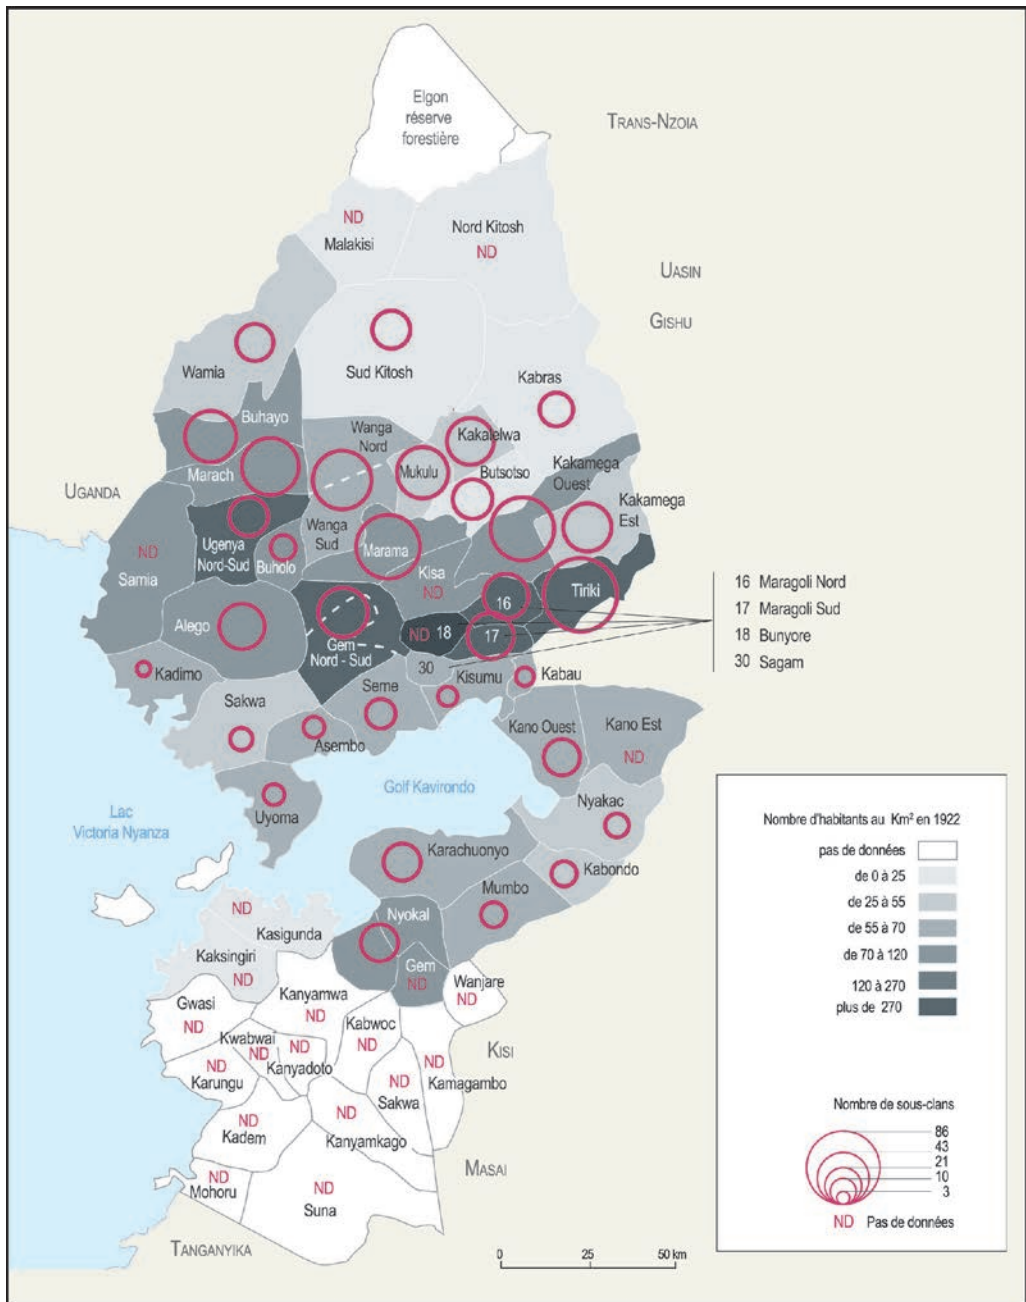 Elgon
réserve
forestière
TRANS-NZOIA
ND
Malakisi
Nord Kitosh
ND
UASIN
GISHU
Wamia
Sud Kitosh
Kabras
Buhayo
Wanga
Nord
Kakalelwa
Marach
Mukulu
Butsotso
Kakamega
Ouest
UGANDA
Kakamega
Est
Ugenya
Nord-Sud
Wanga
Sud
Marama
ND
Samia
Buholo
Kisa
ND
Tiriki
16
16 Maragoli Nord
17 Maragoli Sud
18 Bunyore
30 Sagam
Alego
Gem
Nord - Sud
ND 18
17
30
Kadimo
Seme
Kisumu
Kabau
Sakwa
Asembo
Kano Ouest
Kano Est
ND
Uyoma
Golf Kavirondo
Nyakac
Lac
Victoria Nyanza
Karachuonyo
Kabondo
Mumbo
Nyokal
ND
Kasigunda
Kaksingiri
ND
Gem
ND
Wanjare
ND
Gwasi
ND
Kanyamwa
ND
Kabwoc
ND
Kwabwai
ND
ND
Kanyadoto
KISI
ND
Karungu
ND
Kamagambo
ND
Sakwa
ND
Kadem
ND
Kanyamkago
MASAI
ND
Mohoru
ND
Suna
TANGANYIKA
0 25 50 km
Nombre d'habitants au Km² en 1922
pas de données
de 0 à 25
de 25 à 55
de 55 à 70
de 70 à 120
120 à 270
plus de 270
Nombre de sous-clans
86
43
21
10
3
ND Pas de données